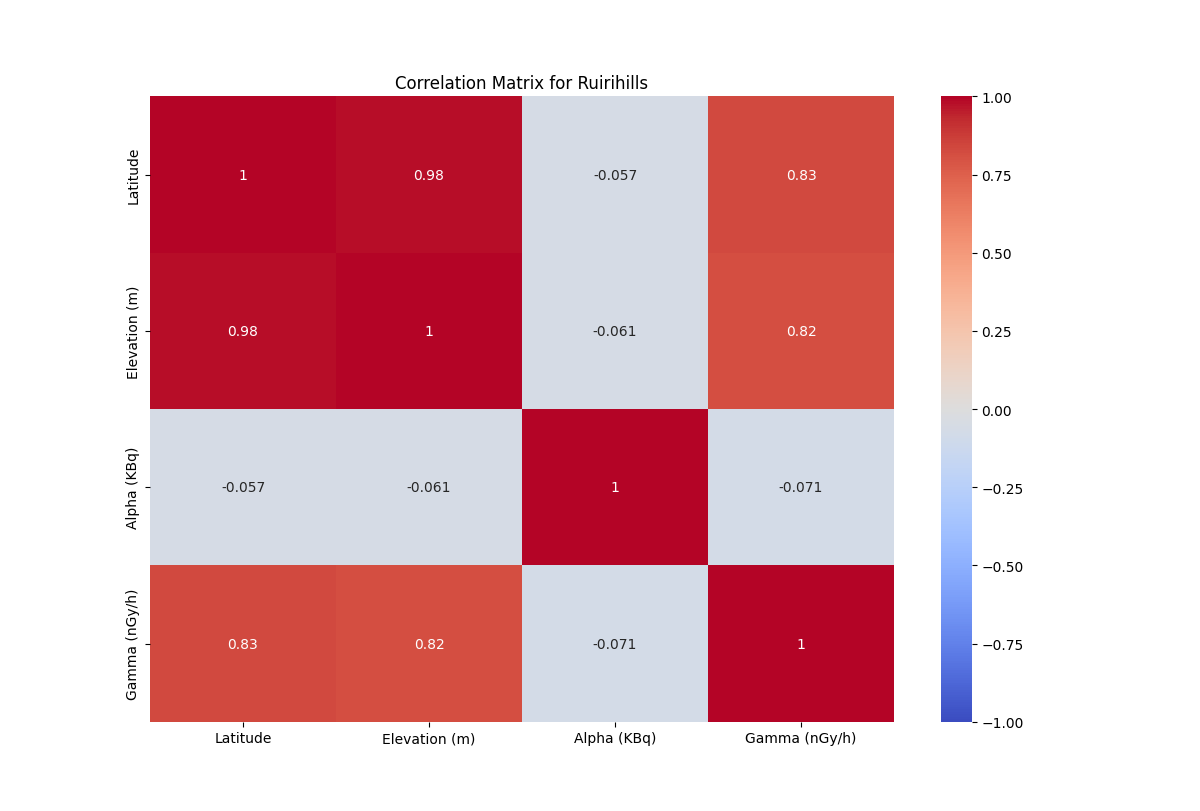 Correlation Matrix for Ruirihills
Latitude
1
0.98
-0.057
0.83
Elevation (m)
0.98
1
-0.061
0.82
Alpha (KBq)
-0.057
-0.061
1
-0.071
Gamma (nGy/h)
0.83
0.82
-0.071
1
Latitude
Elevation (m)
Alpha (KBq)
Gamma (nGy/h)
1.00
0.75
0.50
0.25
0.00
−0.25
−0.50
−0.75
−1.00